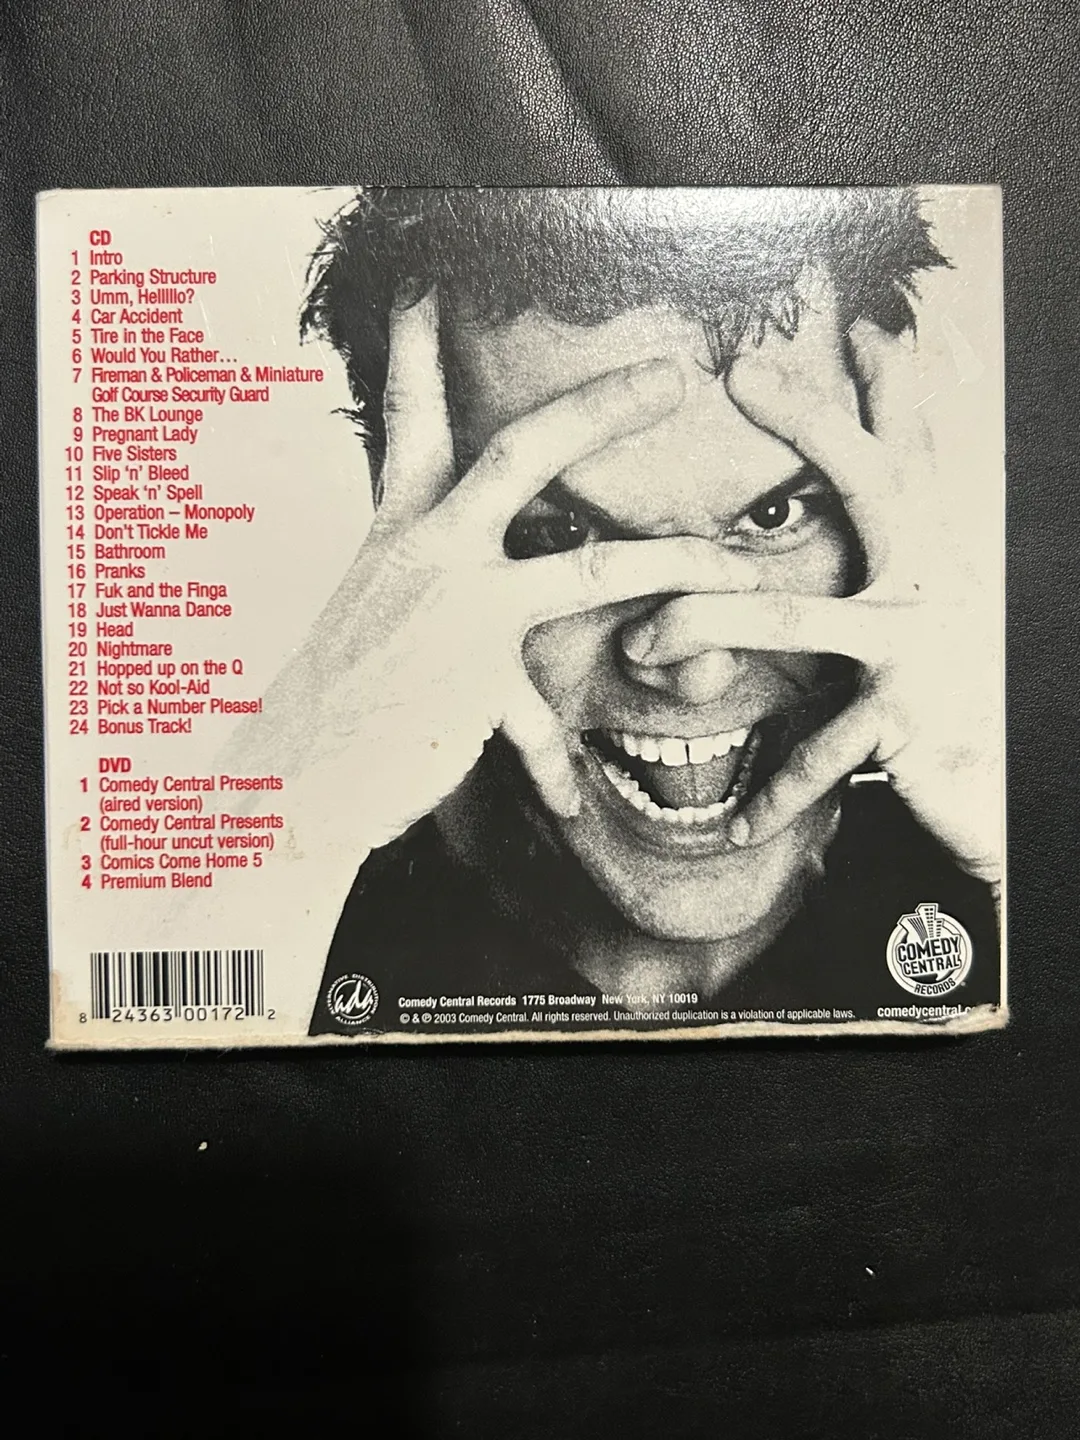 CD
1 Intro
2 Parking Structure
3 Umm, Helllllo?
4 Car Accident
5 Tire in the Face
6 Would You Rather...
7 Fireman & Policeman & Miniature
Golf Course Security Guard
8 The BK Lounge
9 Pregnant Lady
10 Five Sisters
11 Slip ‘n’ Bleed
12 Speak ‘n’ Spell
13 Operation – Monopoly
14 Don't Tickle Me
15 Bathroom
16 Pranks
17 Fuk and the Finga
18 Just Wanna Dance
19 Head
20 Nightmare
21 Hopped up on the Q
22 Not so Kool-Aid
23 Pick a Number Please!
24 Bonus Track!
DVD
1 Comedy Central Presents
(aired version)
2 Comedy Central Presents
(full-hour uncut version)
3 Comics Come Home 5
4 Premium Blend
8 24363 00172 2
ALTERNATIVE DISTRIBUTION ALLIANCE
ada
Comedy Central Records 1775 Broadway New York, NY 10019
© & ℗ 2003 Comedy Central. All rights reserved. Unauthorized duplication is a violation of applicable laws.
COMEDY
CENTRAL
RECORDS
comedycentral.c